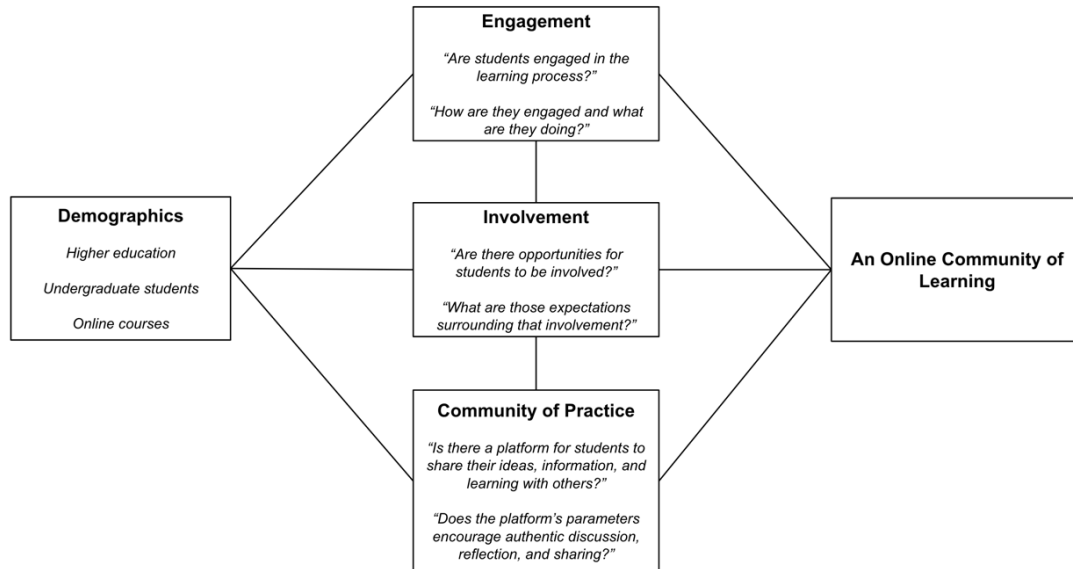 Engagement
“Are students engaged in the
learning process?”
“How are they engaged and what
are they doing?”
Demographics
Higher education
Undergraduate students
Online courses
Involvement
“Are there opportunities for
students to be involved?”
“What are those expectations
surrounding that involvement?”
An Online Community of
Learning
Community of Practice
“Is there a platform for students to
share their ideas, information, and
learning with others?”
“Does the platform’s parameters
encourage authentic discussion,
reflection, and sharing?”